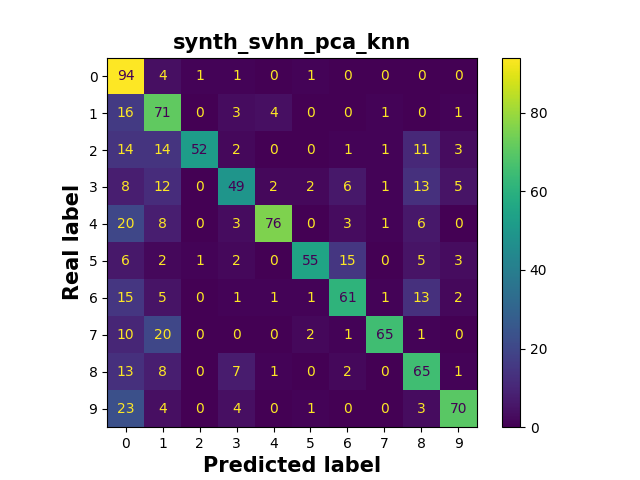 synth_svhn_pca_knn
0 94 4 1 1 0 1 0 0 0 0
1 16 71 0 3 4 0 0 1 0 1
80
2 14 14 52 2 0 0 1 1 11 3
3 8 12 0 49 2 2 6 1 13 5
60
4 20 8 0 3 76 0 3 1 6 0
Real label
5 6 2 1 2 0 55 15 0 5 3
40
6 15 5 0 1 1 1 61 1 13 2
7 10 20 0 0 0 2 1 65 1 0
20
8 13 8 0 7 1 0 2 0 65 1
9 23 4 0 4 0 1 0 0 3 70
0
0 1 2 3 4 5 6 7 8 9
Predicted label